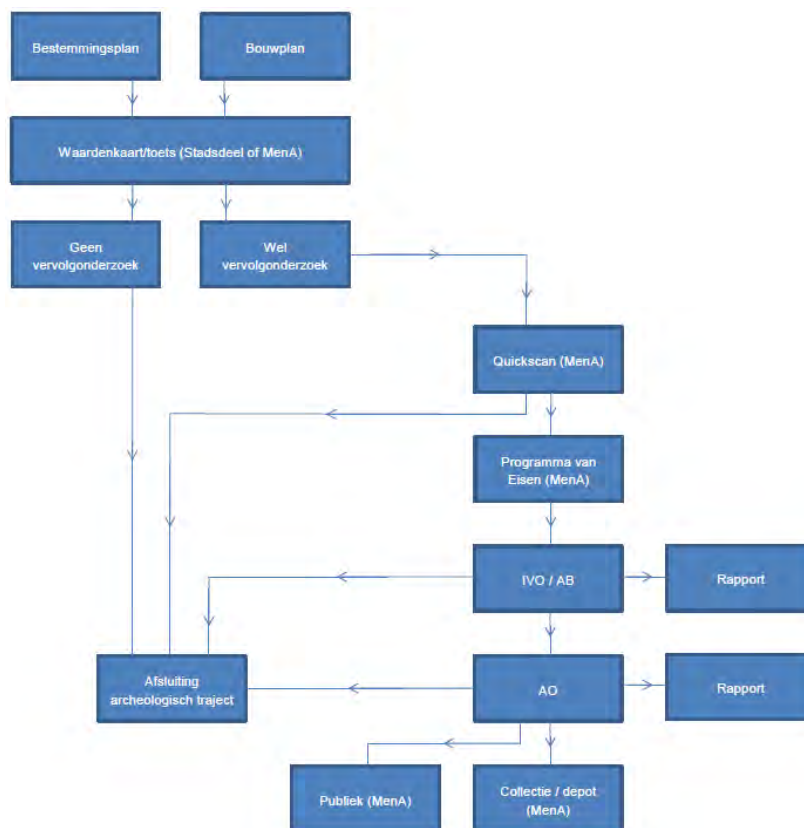 Bestemmingsplan
Bouwplan
Waardenkaart/toets (Stadsdeel of MenA)
Geen
vervolgonderzoek
Wel
vervolgonderzoek
Quickscan (MenA)
Programma van
Eisen (MenA)
IVO / AB
Rapport
Afsluiting
archeologisch traject
AO
Rapport
Publiek (MenA)
Collectie / depot
(MenA)